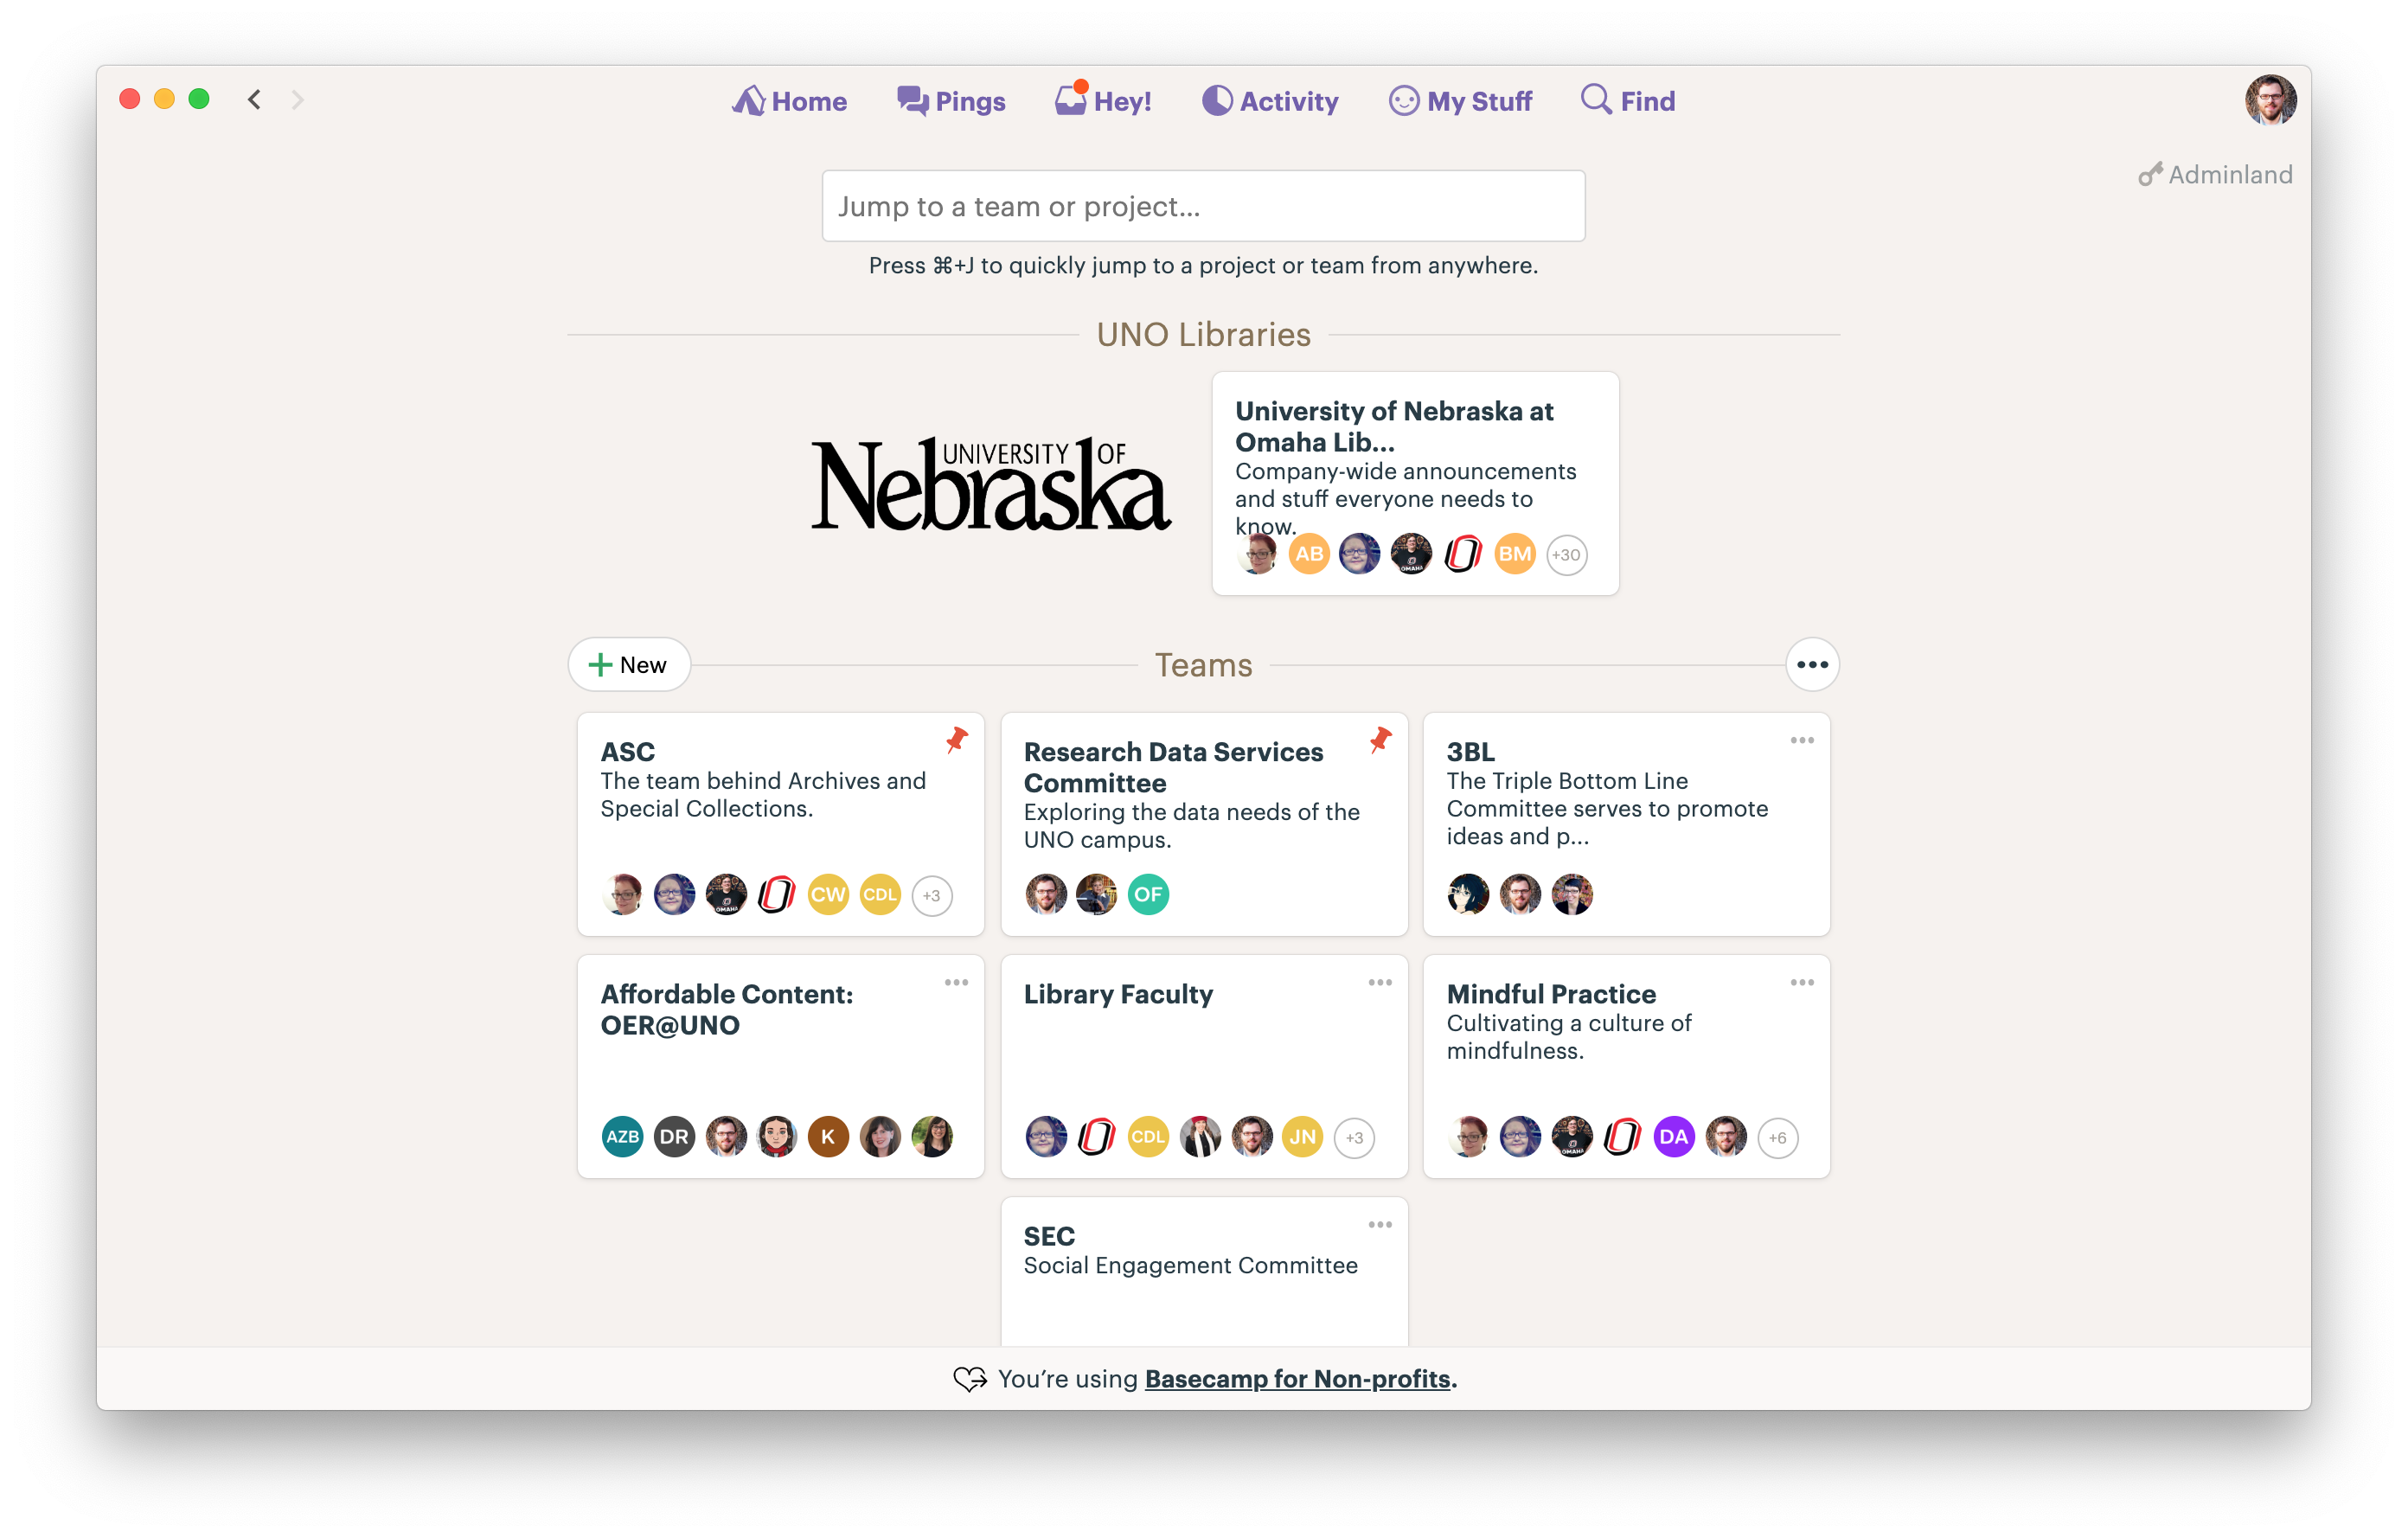 Home Pings Hey! Activity My Stuff Find
Adminland
Jump to a team or project...
Press ⌘+J to quickly jump to a project or team from anywhere.
UNO Libraries
UNIVERSITY OF
Nebraska
University of Nebraska at
Omaha Lib...
Company-wide announcements
and stuff everyone needs to
know.
AB OMAHA BM +30
New
Teams
ASC
The team behind Archives and
Special Collections.
OMAHA CW CDL +3
Research Data Services
Committee
Exploring the data needs of the
UNO campus.
OF
3BL
The Triple Bottom Line
Committee serves to promote
ideas and p...
Affordable Content:
OER@UNO
AZB DR K
Library Faculty
CDL JN +3
Mindful Practice
Cultivating a culture of
mindfulness.
OMAHA DA +6
SEC
Social Engagement Committee
You’re using Basecamp for Non-profits.